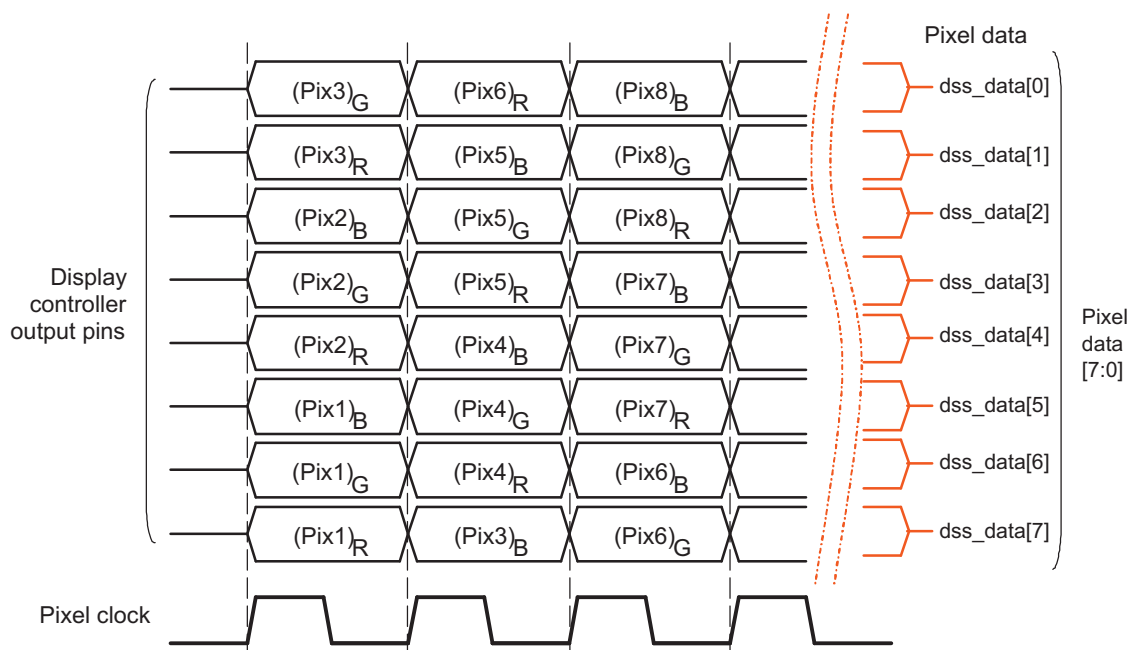 Pixel data
(Pix3)G (Pix6)R (Pix8)B dss_data[0]
(Pix3)R (Pix5)B (Pix8)G dss_data[1]
(Pix2)B (Pix5)G (Pix8)R dss_data[2]
(Pix2)G (Pix5)R (Pix7)B dss_data[3]
(Pix2)R (Pix4)B (Pix7)G dss_data[4]
(Pix1)B (Pix4)G (Pix7)R dss_data[5]
(Pix1)G (Pix4)R (Pix6)B dss_data[6]
(Pix1)R (Pix3)B (Pix6)G dss_data[7]
Display
controller
output pins
Pixel
data
[7:0]
Pixel clock